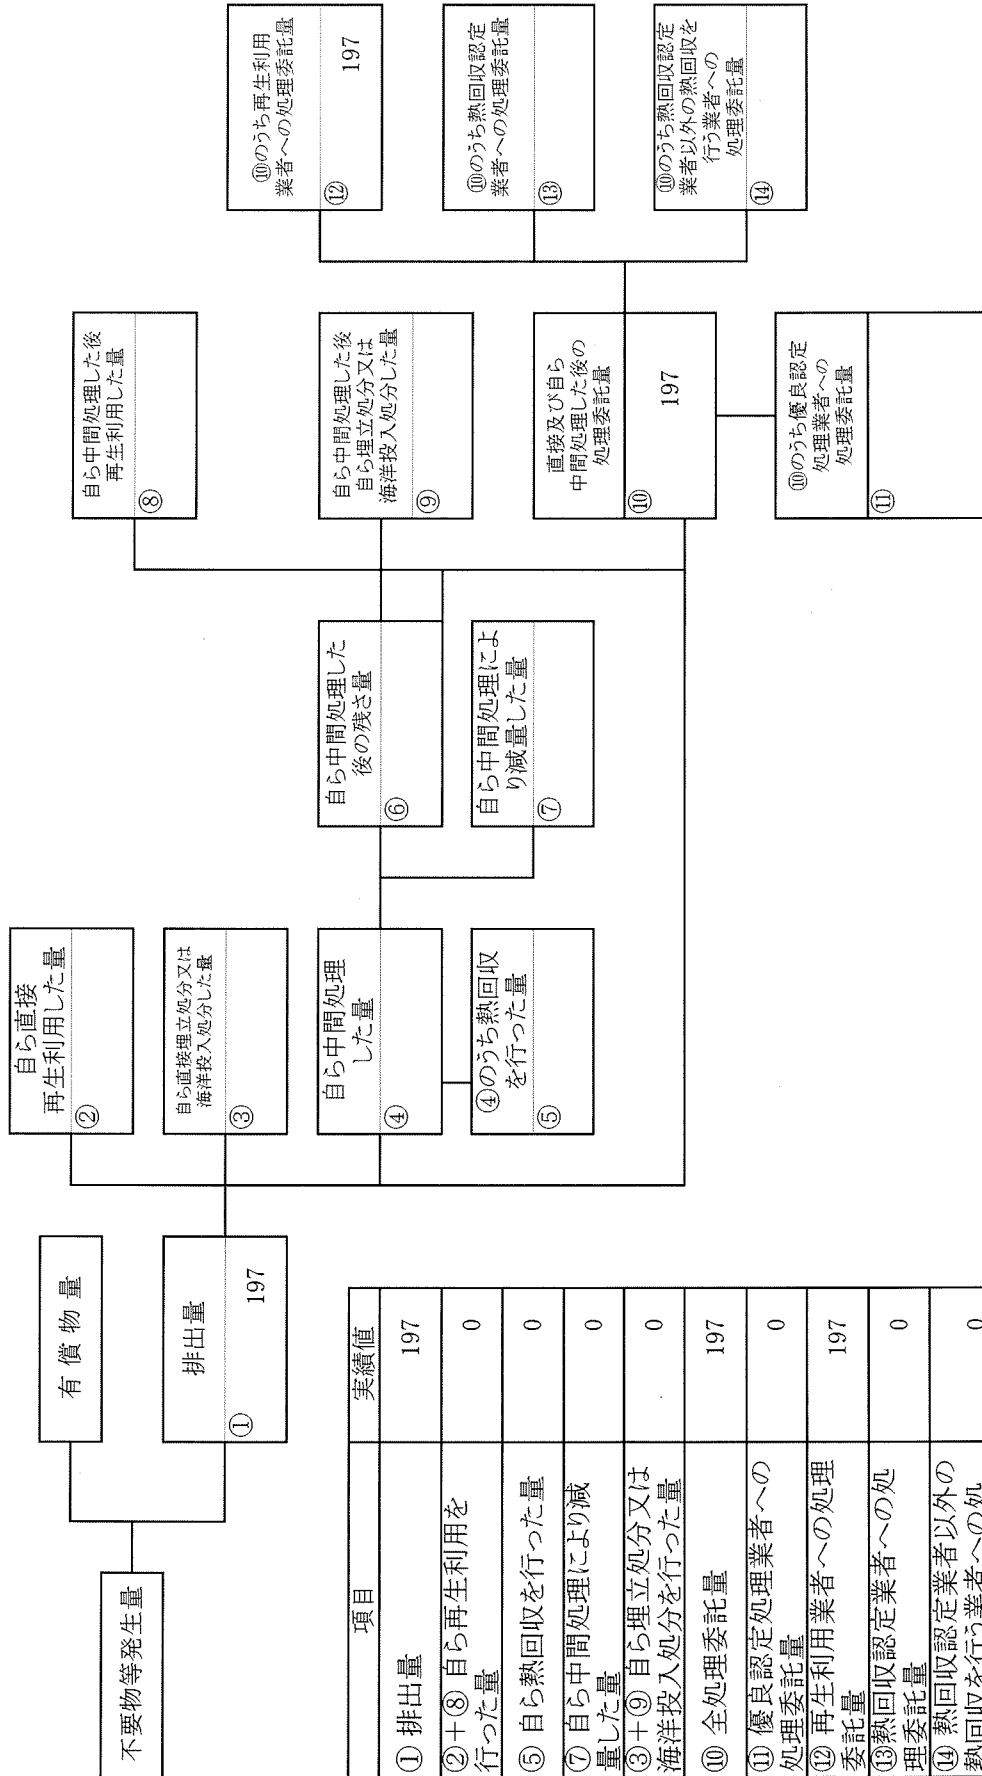 不要物等発生量
有償物量
排出量
①
197
自ら直接
再生利用した量
②
自ら直接埋立処分又は
海洋投入処分した量
③
自ら中間処理
した量
④
④のうち熱回収
を行った量
⑤
自ら中間処理した
後の残さ量
⑥
自ら中間処理によ
り減量した量
⑦
自ら中間処理した後
再生利用した量
⑧
自ら中間処理した後
自ら埋立処分又は
海洋投入処分した量
⑨
直接及び自ら
中間処理した後の
処理委託量
⑩
197
⑩のうち優良認定
処理業者への
処理委託量
⑪
⑩のうち再生利用
業者への処理委託量
⑫
197
⑩のうち熱回収認定
業者への処理委託量
⑬
⑩のうち熱回収認定
業者以外の熱回収を
行う業者への
処理委託量
⑭
項目 実績値
① 排出量 197
②+⑧ 自ら再生利用を
行った量 0
⑤ 自ら熱回収を行った量 0
⑦ 自ら中間処理により減
量した量 0
③+⑨ 自ら埋立処分又は
海洋投入処分を行った量 0
⑩ 全処理委託量 197
⑪ 優良認定処理業者への
処理委託量 0
⑫ 再生利用業者への処理
委託量 197
⑬熱回収認定業者への処
理委託量 0
⑭ 熱回収認定業者以外の
熱回収を行う業者への処 0